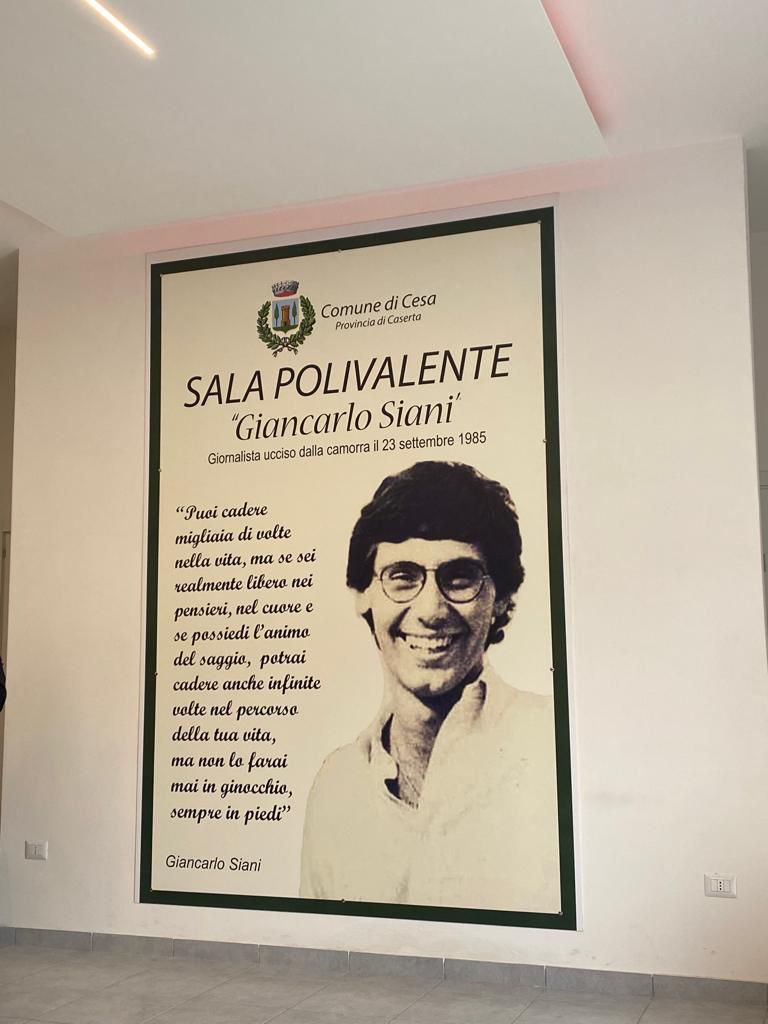 Comune di Cesa
Provincia di Caserta
SALA POLIVALENTE
"Giancarlo Siani"
Giornalista ucciso dalla camorra il 23 settembre 1985
“Puoi cadere
migliaia di volte
nella vita, ma se sei
realmente libero nei
pensieri, nel cuore e
se possiedi l'animo
del saggio, potrai
cadere anche infinite
volte nel percorso
della tua vita,
ma non lo farai
mai in ginocchio,
sempre in piedi”
Giancarlo Siani